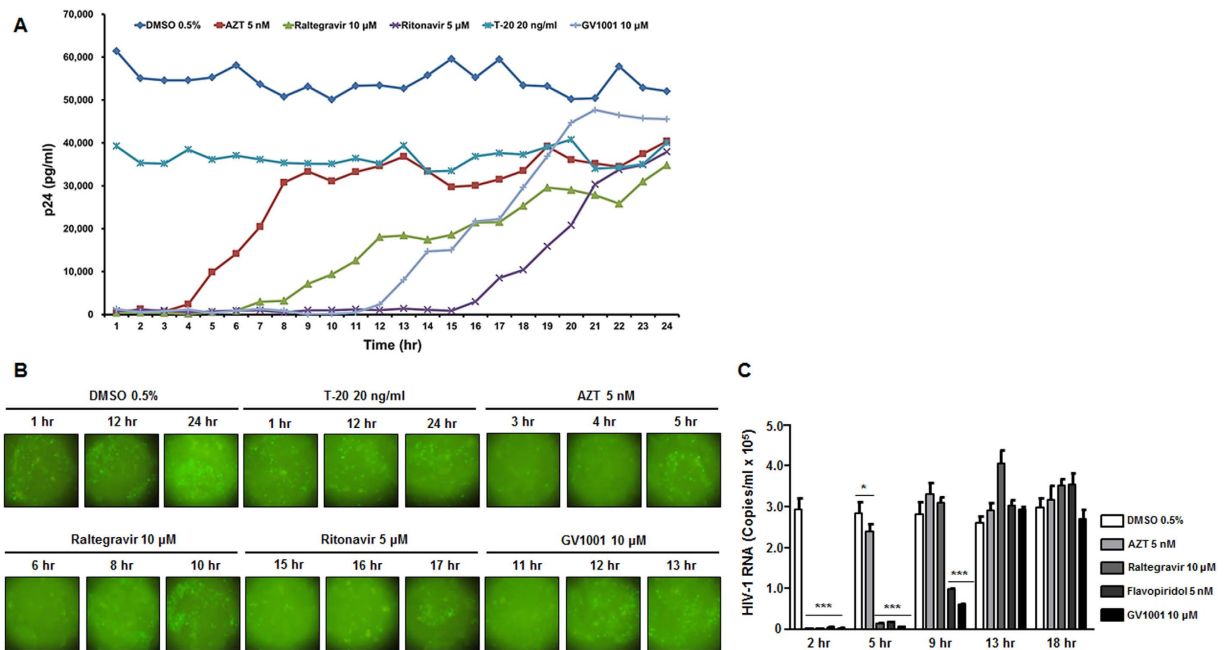 A
70,000
DMSO 0.5% AZT 5 nM Raltegravir 10 μM Ritonavir 5 μM T-20 20 ng/ml GV1001 10 μM
60,000
50,000
40,000
30,000
20,000
10,000
0
p24 (pg/ml)
1 2 3 4 5 6 7 8 9 10 11 12 13 14 15 16 17 18 19 20 21 22 23 24
Time (hr)
B
DMSO 0.5% T-20 20 ng/ml AZT 5 nM
1 hr 12 hr 24 hr 1 hr 12 hr 24 hr 3 hr 4 hr 5 hr
Raltegravir 10 μM Ritonavir 5 μM GV1001 10 μM
6 hr 8 hr 10 hr 15 hr 16 hr 17 hr 11 hr 12 hr 13 hr
C
HIV-1 RNA (Copies/ml x 10⁵)
5.0
4.0
3.0
2.0
1.0
0
*
***
***
***
2 hr 5 hr 9 hr 13 hr 18 hr
DMSO 0.5%
AZT 5 nM
Raltegravir 10 μM
Flavopiridol 5 nM
GV1001 10 μM